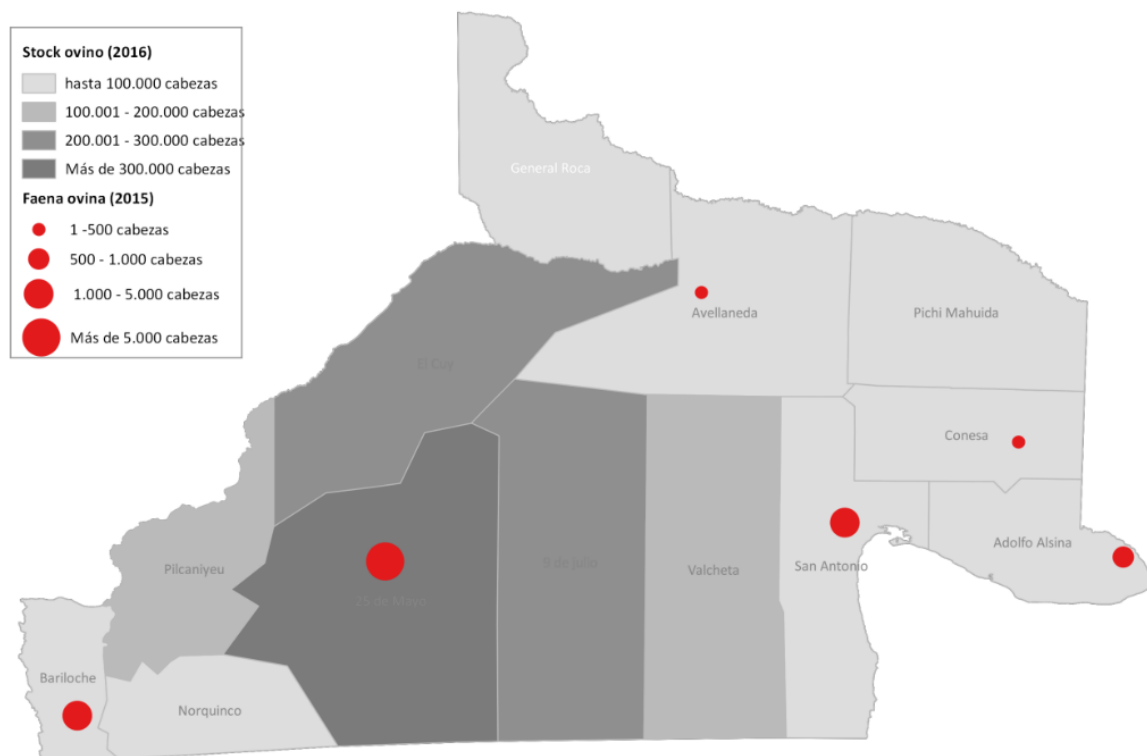 Stock ovino (2016)
hasta 100.000 cabezas
100.001 - 200.000 cabezas
200.001 - 300.000 cabezas
Más de 300.000 cabezas
Faena ovina (2015)
1 -500 cabezas
500 - 1.000 cabezas
1.000 - 5.000 cabezas
Más de 5.000 cabezas
General Roca
Avellaneda
Pichi Mahuida
El Cuy
Conesa
Adolfo Alsina
San Antonio
Valcheta
9 de Julio
Pilcaniyeu
25 de Mayo
Bariloche
Norquinco